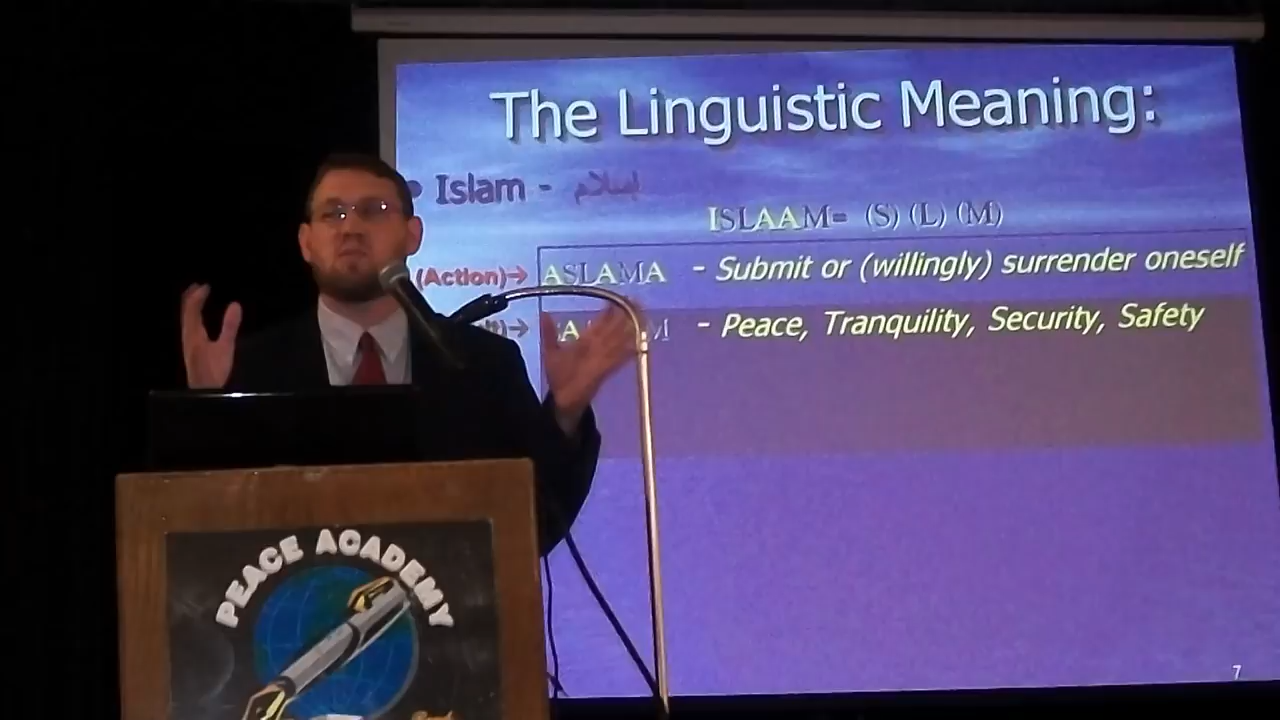 The Linguistic Meaning:
Islam - إسلام
ISLAAM= (S) (L) (M)
(Action)→ ASLAMA - Submit or (willingly) surrender oneself
- Peace, Tranquility, Security, Safety
PEACE ACADEMY
7